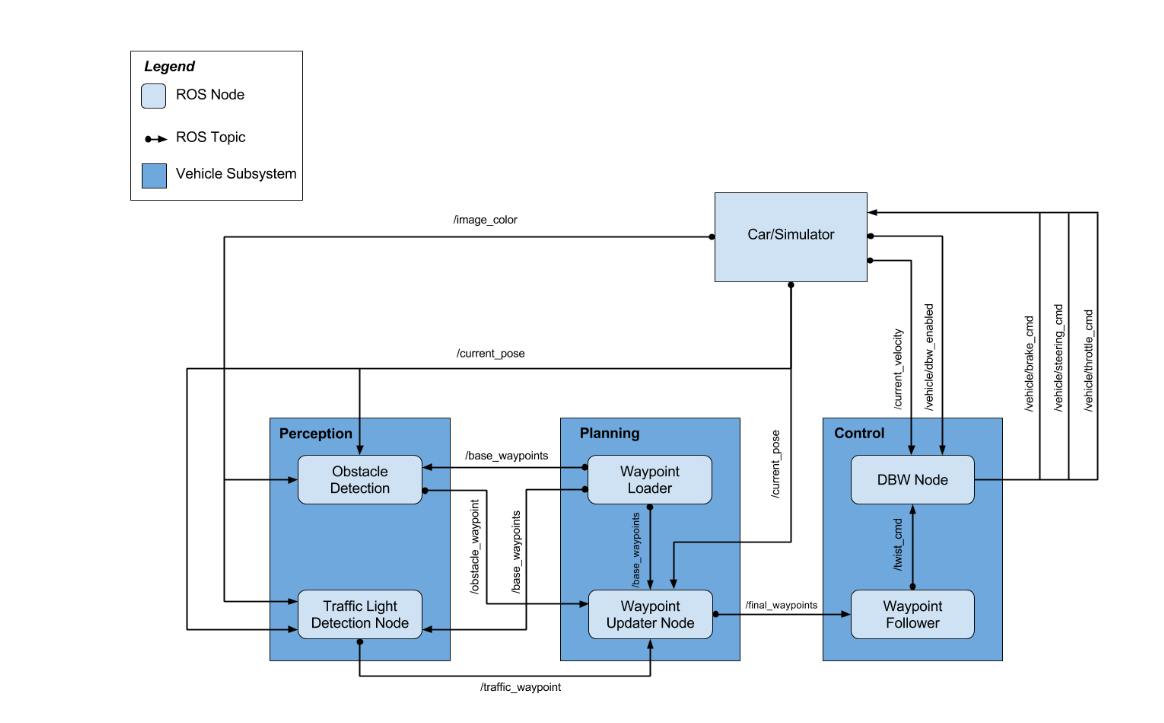 Legend
ROS Node
ROS Topic
Vehicle Subsystem
/image_color
Car/Simulator
/current_pose
/current_velocity
/vehicle/dbw_enabled
/vehicle/brake_cmd
/vehicle/steering_cmd
/vehicle/throttle_cmd
Perception
Planning
Control
Obstacle
Detection
/base_waypoints
Waypoint
Loader
/current_pose
DBW Node
/obstacle_waypoint
/base_waypoints
/base_waypoints
/twist_cmd
Traffic Light
Detection Node
Waypoint
Updater Node
/final_waypoints
Waypoint
Follower
/traffic_waypoint